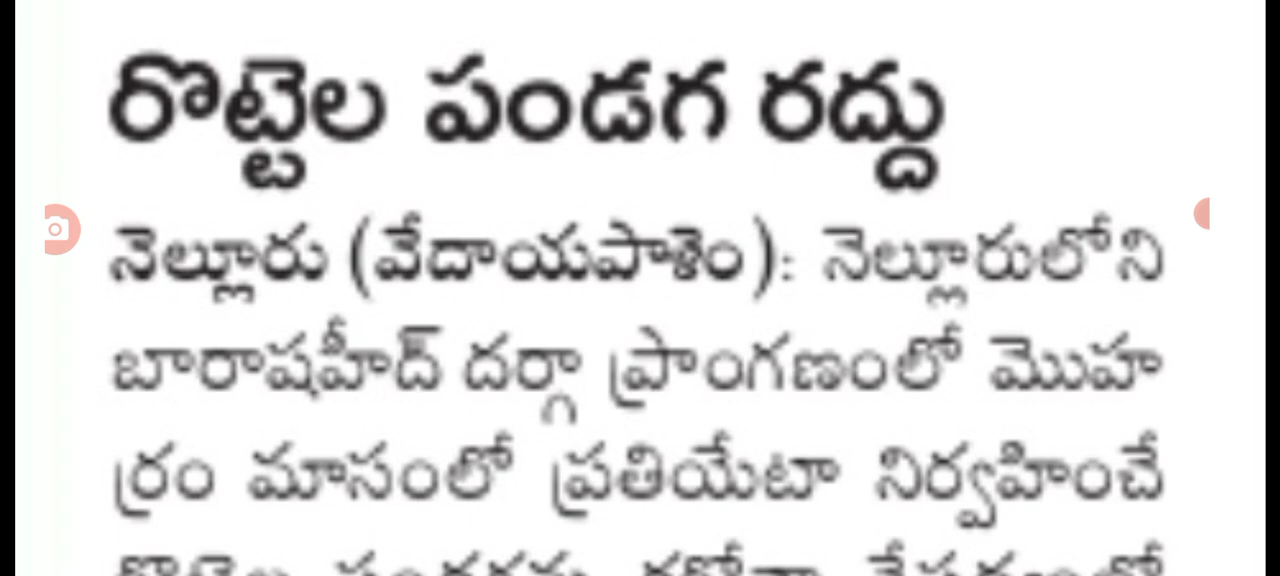 రొట్టెల పండగ రద్దు
నెల్లూరు (వేదాయపాళెం): నెల్లూరులోని
బారాషహీద్ దర్గా ప్రాంగణంలో మొహ
ర్రం మాసంలో ప్రతియేటా నిర్వహించే